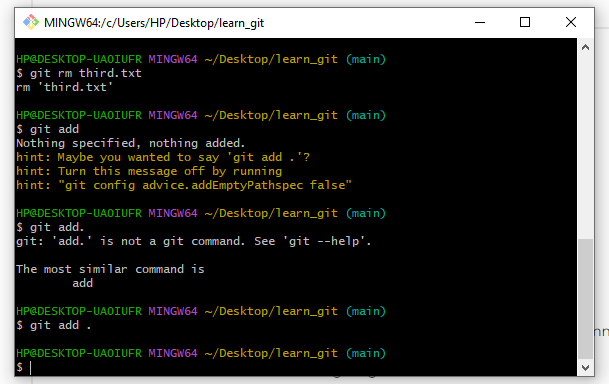 MINGW64:/c/Users/HP/Desktop/learn_git
HP@DESKTOP-UAOIUFR MINGW64 ~/Desktop/learn_git (main)
$ git rm third.txt
rm 'third.txt'
HP@DESKTOP-UAOIUFR MINGW64 ~/Desktop/learn_git (main)
$ git add
Nothing specified, nothing added.
hint: Maybe you wanted to say 'git add .'?
hint: Turn this message off by running
hint: "git config advice.addEmptyPathspec false"
HP@DESKTOP-UAOIUFR MINGW64 ~/Desktop/learn_git (main)
$ git add.
git: 'add.' is not a git command. See 'git --help'.
The most similar command is
add
HP@DESKTOP-UAOIUFR MINGW64 ~/Desktop/learn_git (main)
$ git add .
HP@DESKTOP-UAOIUFR MINGW64 ~/Desktop/learn_git (main)
$